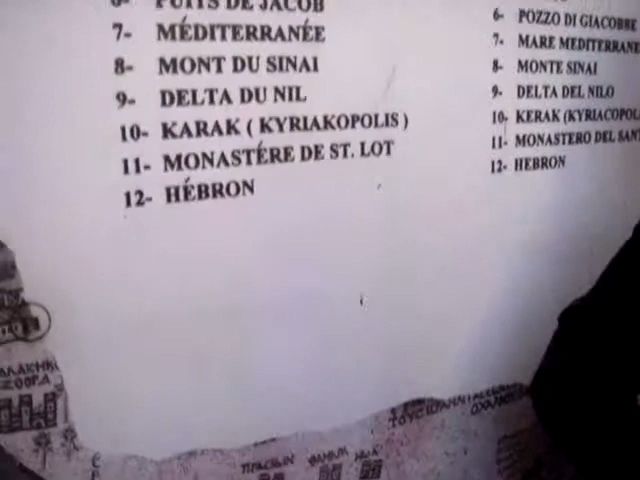 PUITS DE JACOB
7- MÉDITERRANÉE
8- MONT DU SINAI
9- DELTA DU NIL
10- KARAK ( KYRIAKOPOLIS )
11- MONASTÉRE DE ST. LOT
12- HÉBRON
6- POZZO DI GIACOBBE
7- MARE MEDITERRANE
8- MONTE SINAI
9- DELTA DEL NILO
10- KERAK (KYRIACOPOL
11- MONASTERO DEL SANT
12- HEBRON
ΖΟΟΡΑ